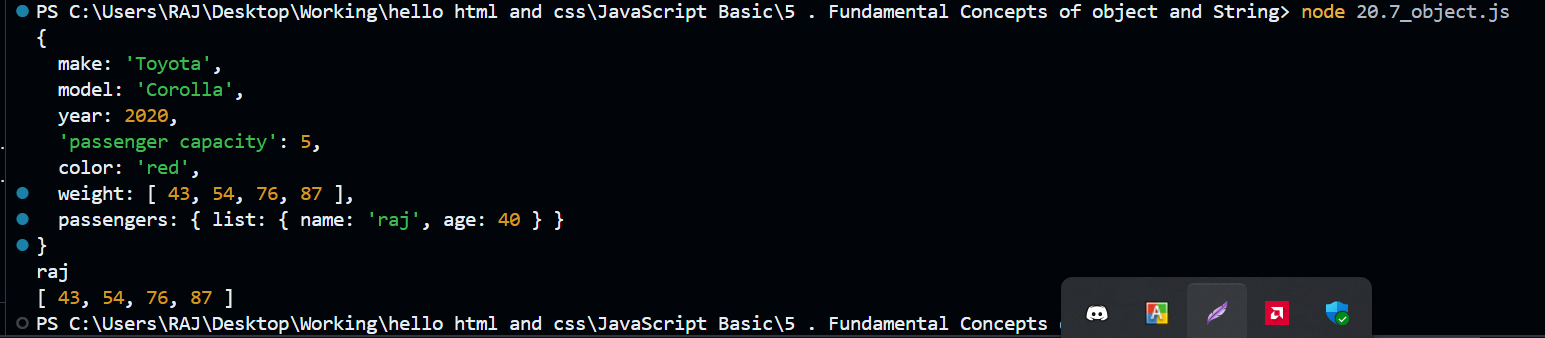 PS C:\Users\RAJ\Desktop\Working\hello html and css\JavaScript Basic\5 . Fundamental Concepts of object and String> node 20.7_object.js
{
  make: 'Toyota',
  model: 'Corolla',
  year: 2020,
  'passenger capacity': 5,
  color: 'red',
  weight: [ 43, 54, 76, 87 ],
  passengers: { list: { name: 'raj', age: 40 } }
}
raj
[ 43, 54, 76, 87 ]
PS C:\Users\RAJ\Desktop\Working\hello html and css\JavaScript Basic\5 . Fundamental Concepts
A